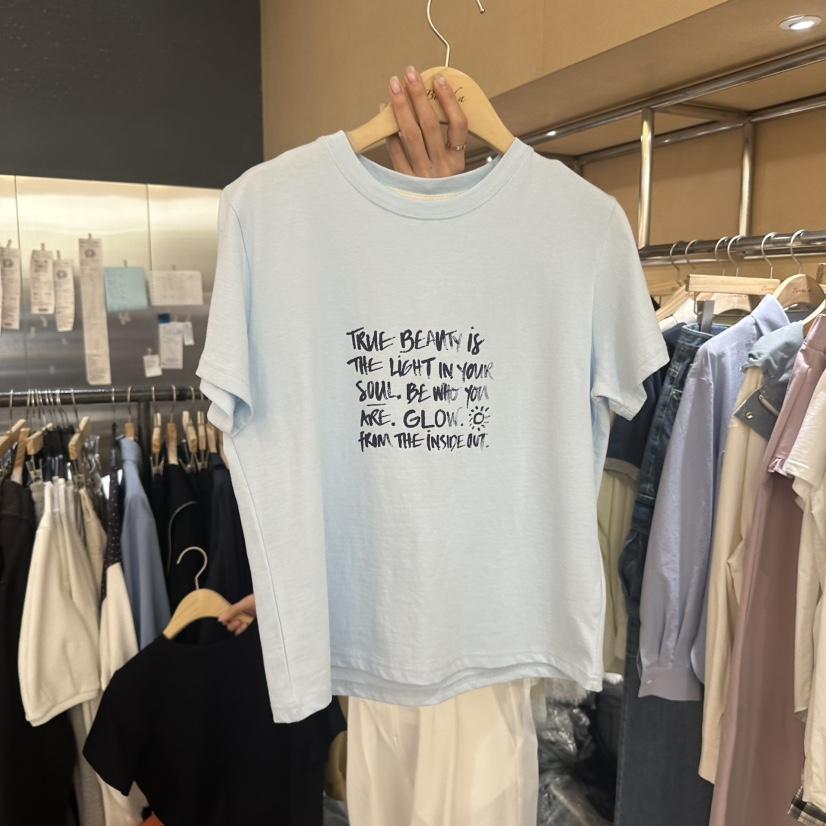 TRUE BEAUTY iS
THE LiGHT IN YOUR
SOUL. BE WHO YOU
ARE. GLOW.
FROM THE INSIDE OUT.